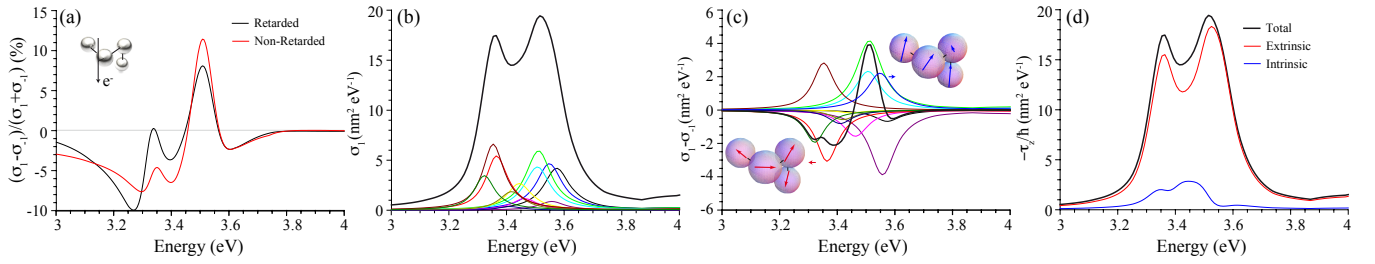 (a)
Retarded
Non-Retarded
e⁻
(σ₁-σ₋₁)/(σ₁+σ₋₁) (%)
15
10
5
0
-5
-10
3 3.2 3.4 3.6 3.8 4
Energy (eV)
(b)
σ₁(nm² eV⁻¹)
20
15
10
5
0
3 3.2 3.4 3.6 3.8 4
Energy (eV)
(c)
σ₁-σ₋₁(nm² eV⁻¹)
6
4
2
0
-2
-4
-6
3 3.2 3.4 3.6 3.8 4
Energy (eV)
(d)
Total
Extrinsic
Intrinsic
-τ_z/ħ (nm² eV⁻¹)
20
15
10
5
0
3 3.2 3.4 3.6 3.8 4
Energy (eV)